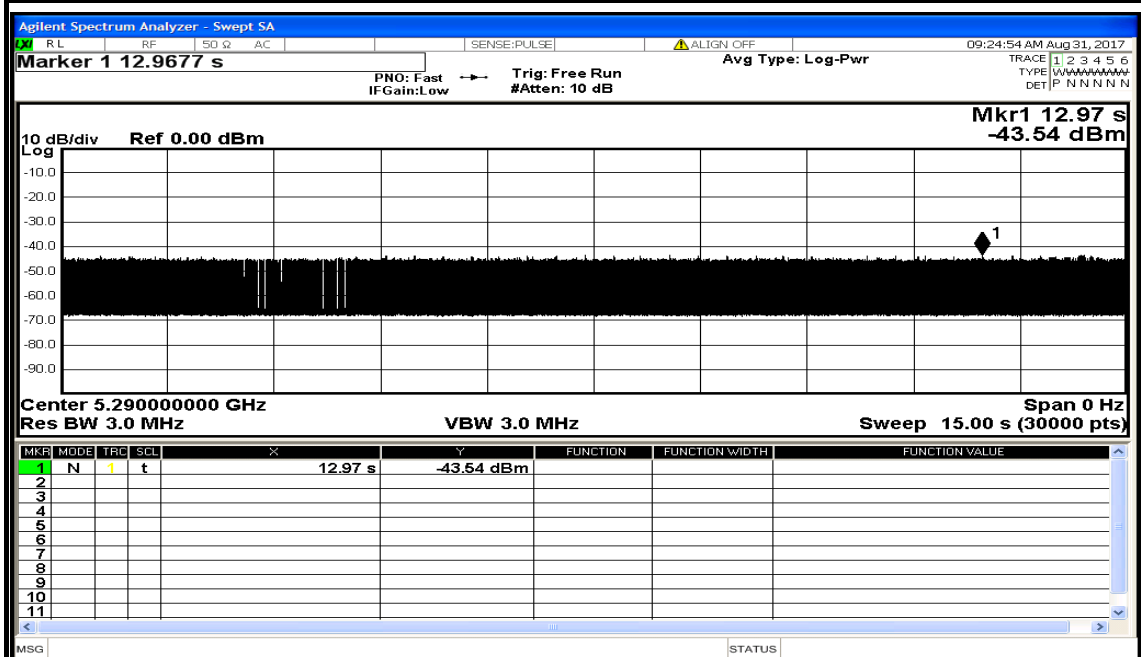 Agilent Spectrum Analyzer - Swept SA
LXI RL RF 50 Ω AC SENSE:PULSE ALIGN OFF 09:24:54 AM Aug 31, 2017
Marker 1 12.9677 s
Avg Type: Log-Pwr
TRACE 1 2 3 4 5 6
PNO: Fast Trig: Free Run
TYPE
IFGain:Low #Atten: 10 dB
DET P N N N N N
Mkr1 12.97 s
-43.54 dBm
10 dB/div Ref 0.00 dBm
Log
-10.0
-20.0
-30.0
1
-40.0
-50.0
-60.0
-70.0
-80.0
-90.0
Center 5.290000000 GHz Span 0 Hz
Res BW 3.0 MHz VBW 3.0 MHz Sweep 15.00 s (30000 pts)
MKR MODE TRC SCL X Y FUNCTION FUNCTION WIDTH FUNCTION VALUE
1 N 1 t 12.97 s -43.54 dBm
2
3
4
5
6
7
8
9
10
11
MSG STATUS